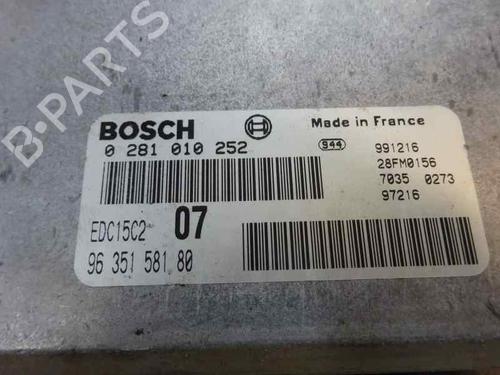 B-PARTS
BOSCH
Made in France
0 281 010 252
944
991216
28FM0156
7035 0273
97216
EDC15C2 07
96 351 581 80